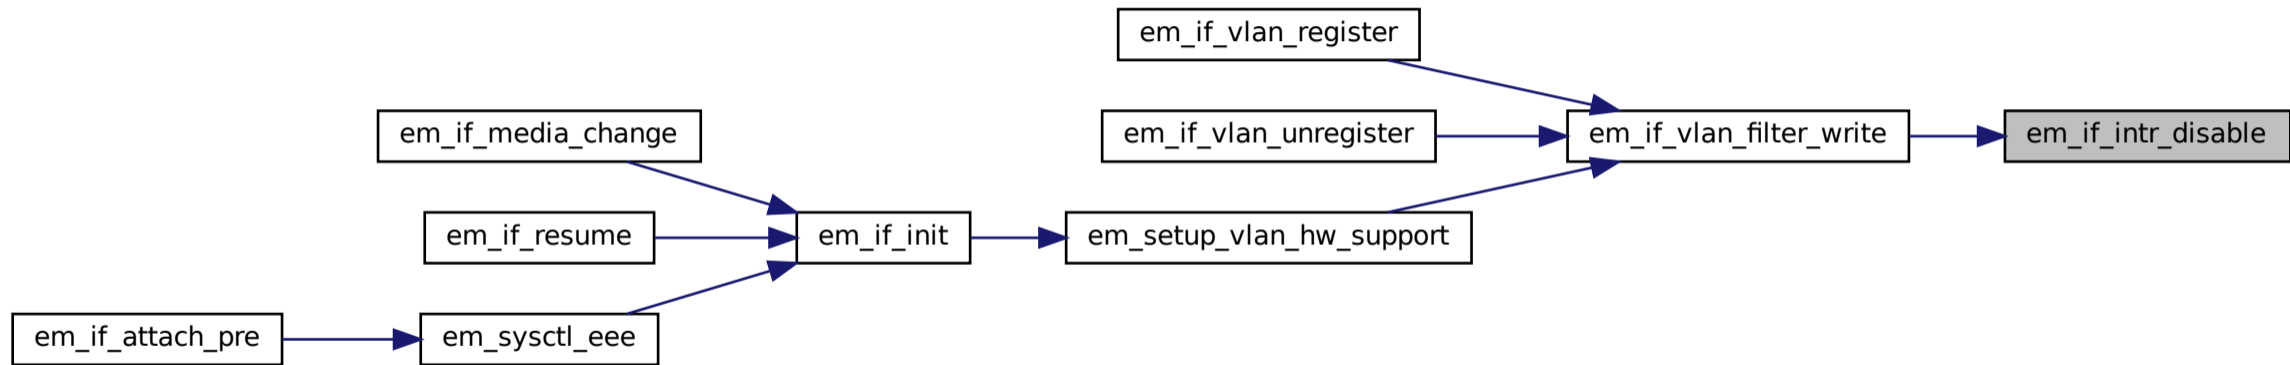 em_if_vlan_register
em_if_media_change
em_if_vlan_unregister
em_if_vlan_filter_write
em_if_intr_disable
em_if_resume
em_if_init
em_setup_vlan_hw_support
em_if_attach_pre
em_sysctl_eee